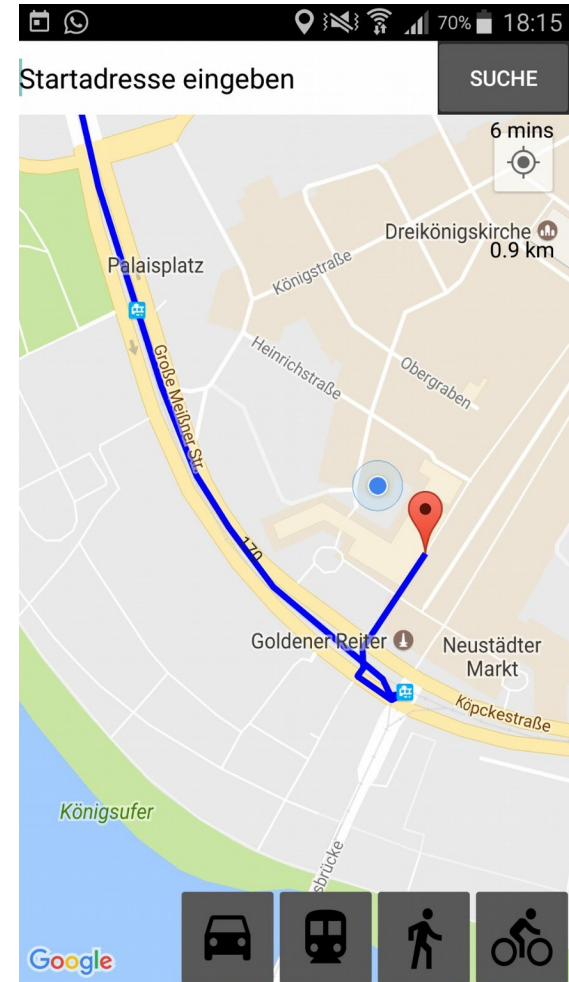 70% 18:15
Startadresse eingeben
SUCHE
6 mins
Dreikönigskirche
0.9 km
Palaisplatz
Königstraße
Heinrichstraße
Obergraben
Große Meißner Str.
170
Goldener Reiter
Neustädter
Markt
Köpckestraße
Königsufer
sbrücke
Google